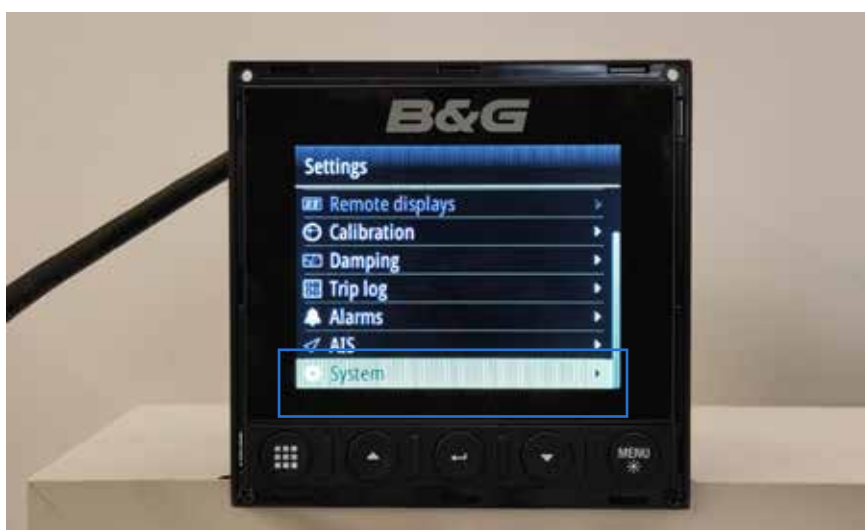 B&G
Settings
Remote displays
Calibration
Damping
Trip log
Alarms
AIS
System
MENU